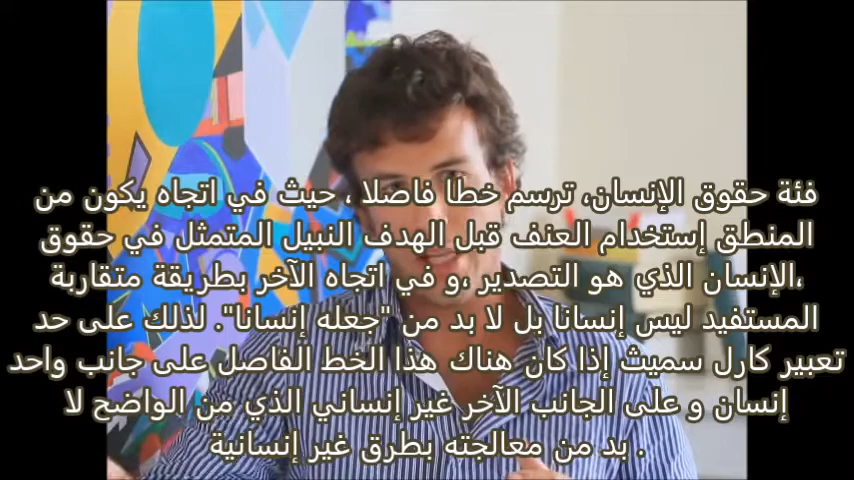 فئة حقوق الإنسان، ترسم خطا فاصلا ، حيث في اتجاه يكون من
المنطق إستخدام العنف قبل الهدف النبيل المتمثل في حقوق
الإنسان الذي هو التصدير ،و في اتجاه الآخر بطريقة متقاربة،
المستفيد ليس إنسانا بل لا بد من "جعله إنسانا". لذلك على حد
تعبير كارل سميث إذا كان هناك هذا الخط الفاصل على جانب واحد
إنسان و على الجانب الآخر غير إنساني الذي من الواضح لا
بد من معالجته بطرق غير إنسانية .